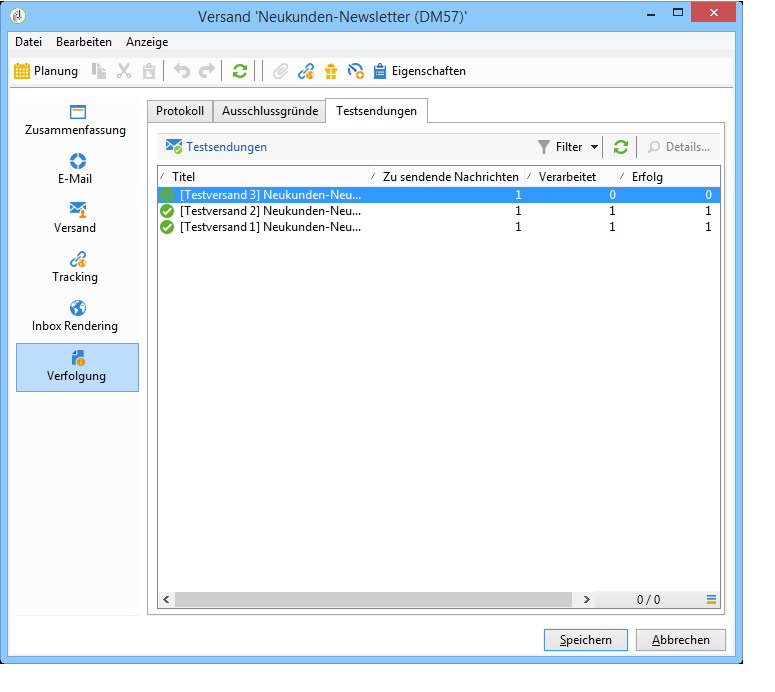 Versand 'Neukunden-Newsletter (DM57)'
Datei Bearbeiten Anzeige
Planung Eigenschaften
Zusammenfassung
E-Mail
Versand
Tracking
Inbox Rendering
Verfolgung
Protokoll Ausschlussgründe Testsendungen
Testsendungen Filter Details...
Titel Zu sendende Nachrichten Verarbeitet Erfolg
[Testversand 3] Neukunden-Neu... 1 0 0
[Testversand 2] Neukunden-Neu... 1 1 1
[Testversand 1] Neukunden-Neu... 1 1 1
0 / 0
Speichern Abbrechen